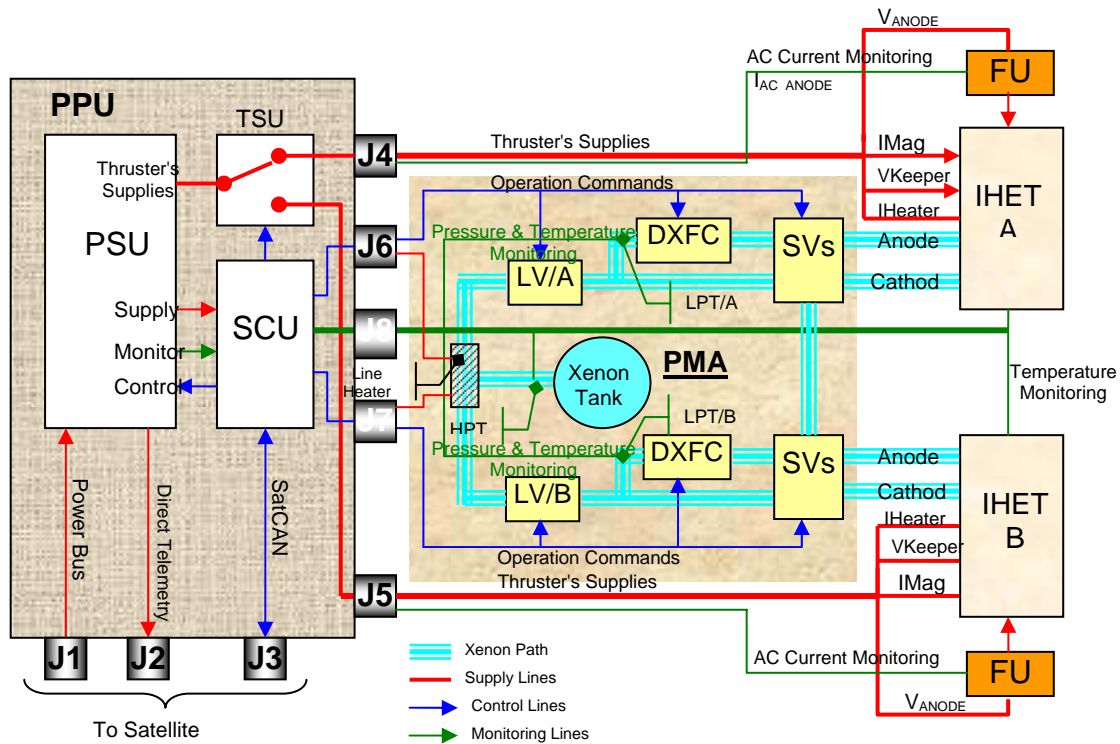 V ANODE
AC Current Monitoring
I AC ANODE
FU
PPU
TSU
J4
Thruster's Supplies
IMag
VKeeper
IHeater
IHET
A
Thruster's
Supplies
PSU
Operation Commands
J6
Pressure & Temperature
Monitoring
DXFC
SVs
Anode
LV/A
Cathod
LPT/A
Supply
SCU
Monitor
Control
J8
Line
Heater
Xenon
Tank
PMA
Temperature
Monitoring
J7
HPT
LPT/B
Pressure & Temperature
Monitoring
DXFC
SVs
Anode
LV/B
Cathod
IHET
B
IHeater
VKeeper
IMag
Operation Commands
Thruster's Supplies
J5
Power Bus
Direct Telemetry
SatCAN
J1
J2
J3
To Satellite
Xenon Path
Supply Lines
Control Lines
Monitoring Lines
AC Current Monitoring
FU
V ANODE